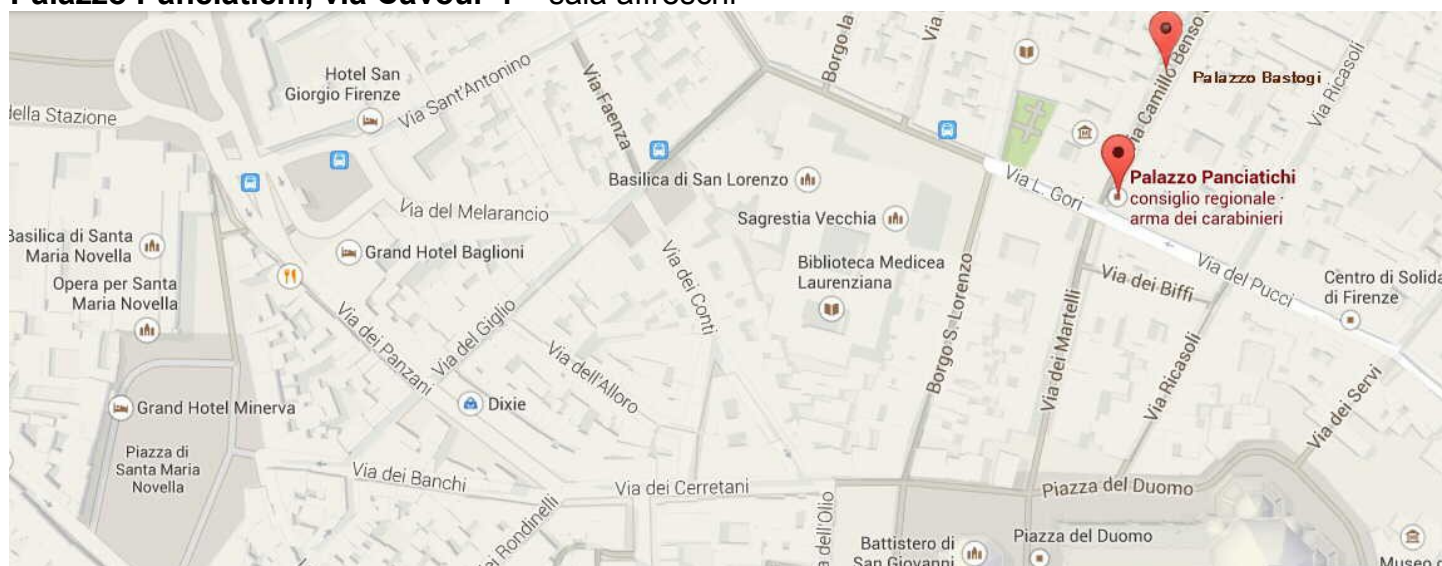 Palazzo Panciatichi, via Cavour 4 – sala affreschi
Borgo la
Via
Via Camillo Benso
Palazzo Bastogi
Via Ricasoli
Hotel San
Giorgio Firenze
Via Sant'Antonino
Via Faenza
della Stazione
Basilica di San Lorenzo
Via L. Gori
Palazzo Panciatichi
consiglio regionale -
arma dei carabinieri
Via del Melarancio
Sagrestia Vecchia
Basilica di Santa
Maria Novella
Grand Hotel Baglioni
Via dei Conti
Biblioteca Medicea
Laurenziana
Via dei Biffi
Via del Pucci
Centro di Solida
di Firenze
Opera per Santa
Maria Novella
Via dei Panzani
Via del Giglio
Via dell'Alloro
Borgo S. Lorenzo
Via dei Martelli
Via Ricasoli
Via dei Servi
Grand Hotel Minerva
Dixie
Piazza di
Santa Maria
Novella
Via dei Banchi
Via dei Cerretani
Piazza del Duomo
dei Rondinelli
dell'Olio
Battistero di
San Giovanni
Piazza del Duomo
Museo